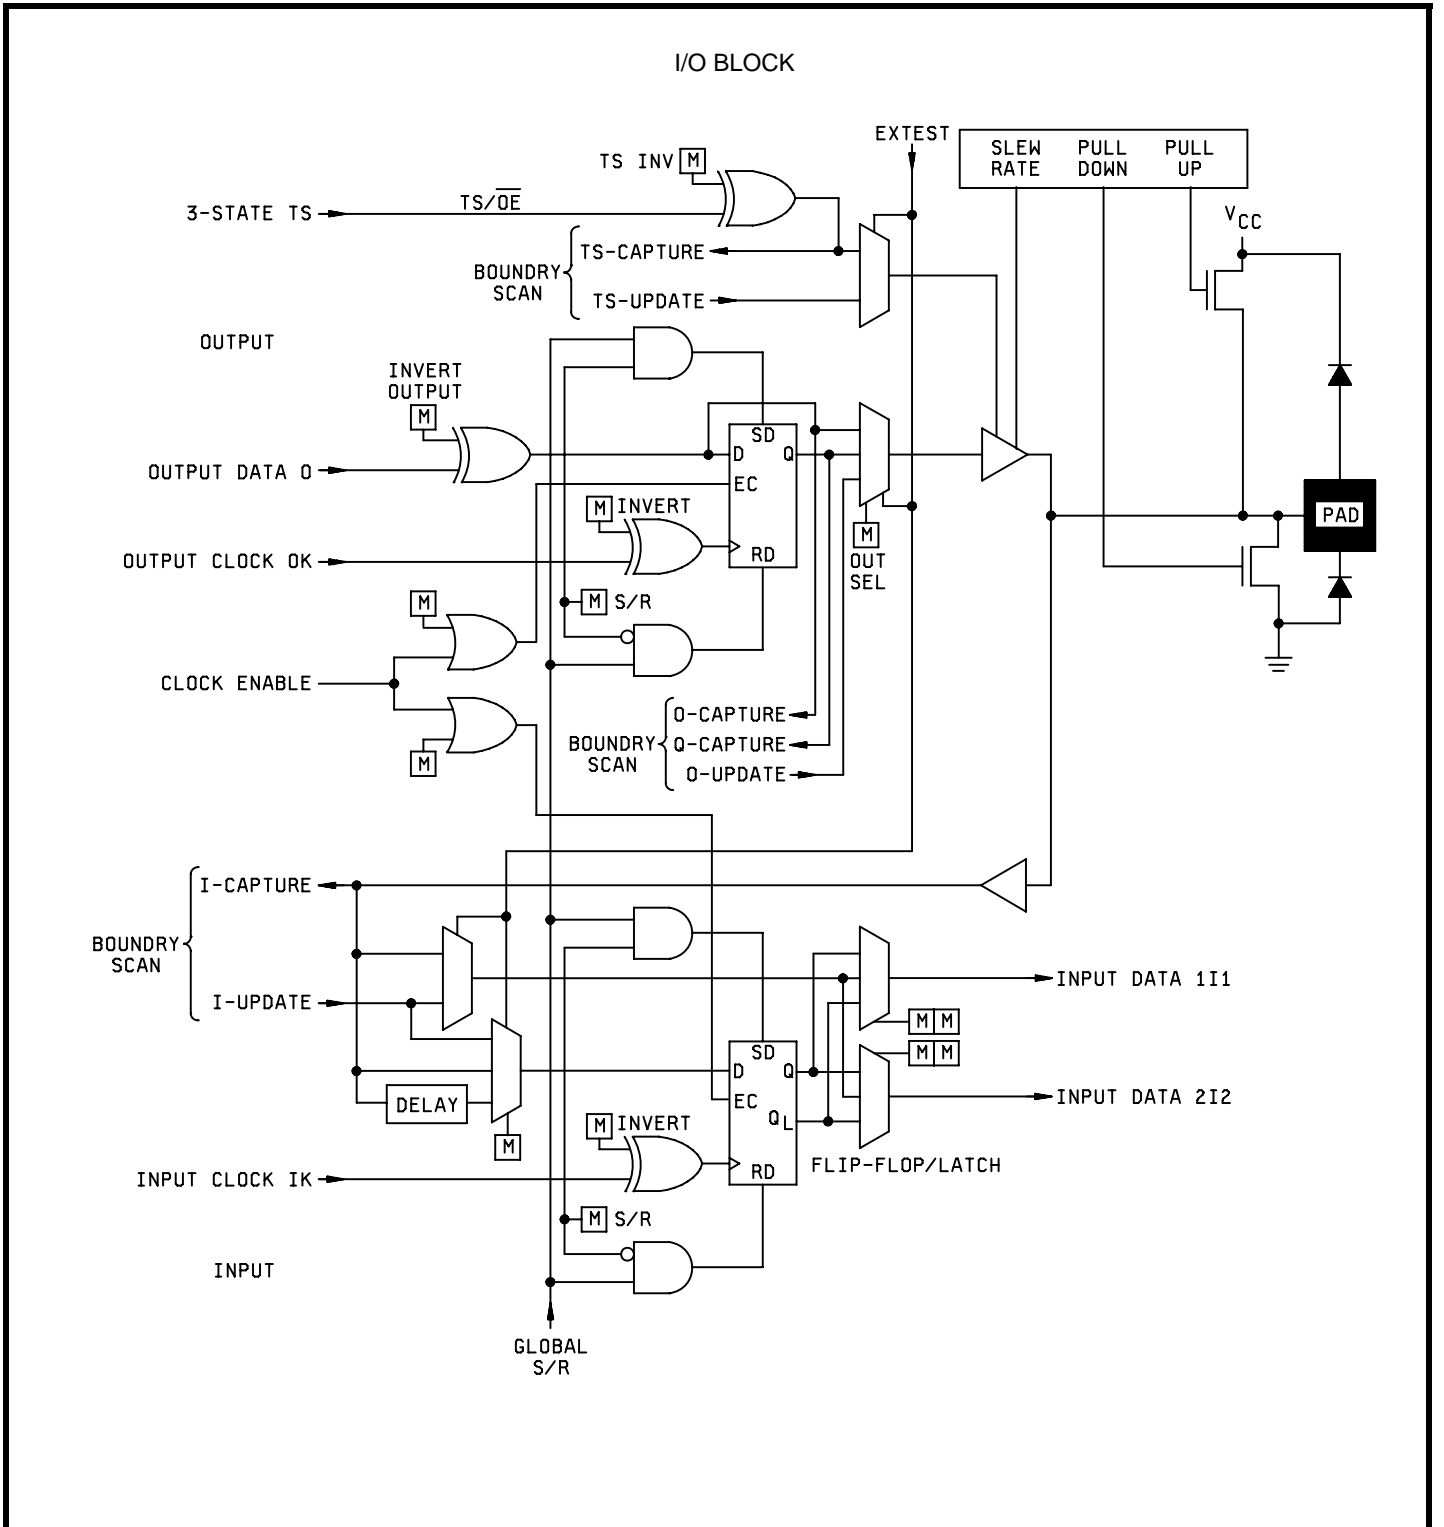 I/O BLOCK
EXTEST
SLEW RATE
PULL DOWN
PULL UP
TS INV M
3-STATE TS
TS/OE
VCC
BOUNDRY SCAN
TS-CAPTURE
TS-UPDATE
OUTPUT
INVERT OUTPUT
M
OUTPUT DATA O
SD
D
Q
EC
M INVERT
RD
PAD
M
OUT SEL
OUTPUT CLOCK OK
M S/R
M
CLOCK ENABLE
M
BOUNDRY SCAN
O-CAPTURE
Q-CAPTURE
O-UPDATE
BOUNDRY SCAN
I-CAPTURE
I-UPDATE
INPUT DATA 1I1
M M
M M
SD
D
Q
EC
QL
RD
INPUT DATA 2I2
DELAY
M
M INVERT
FLIP-FLOP/LATCH
INPUT CLOCK IK
M S/R
INPUT
GLOBAL S/R